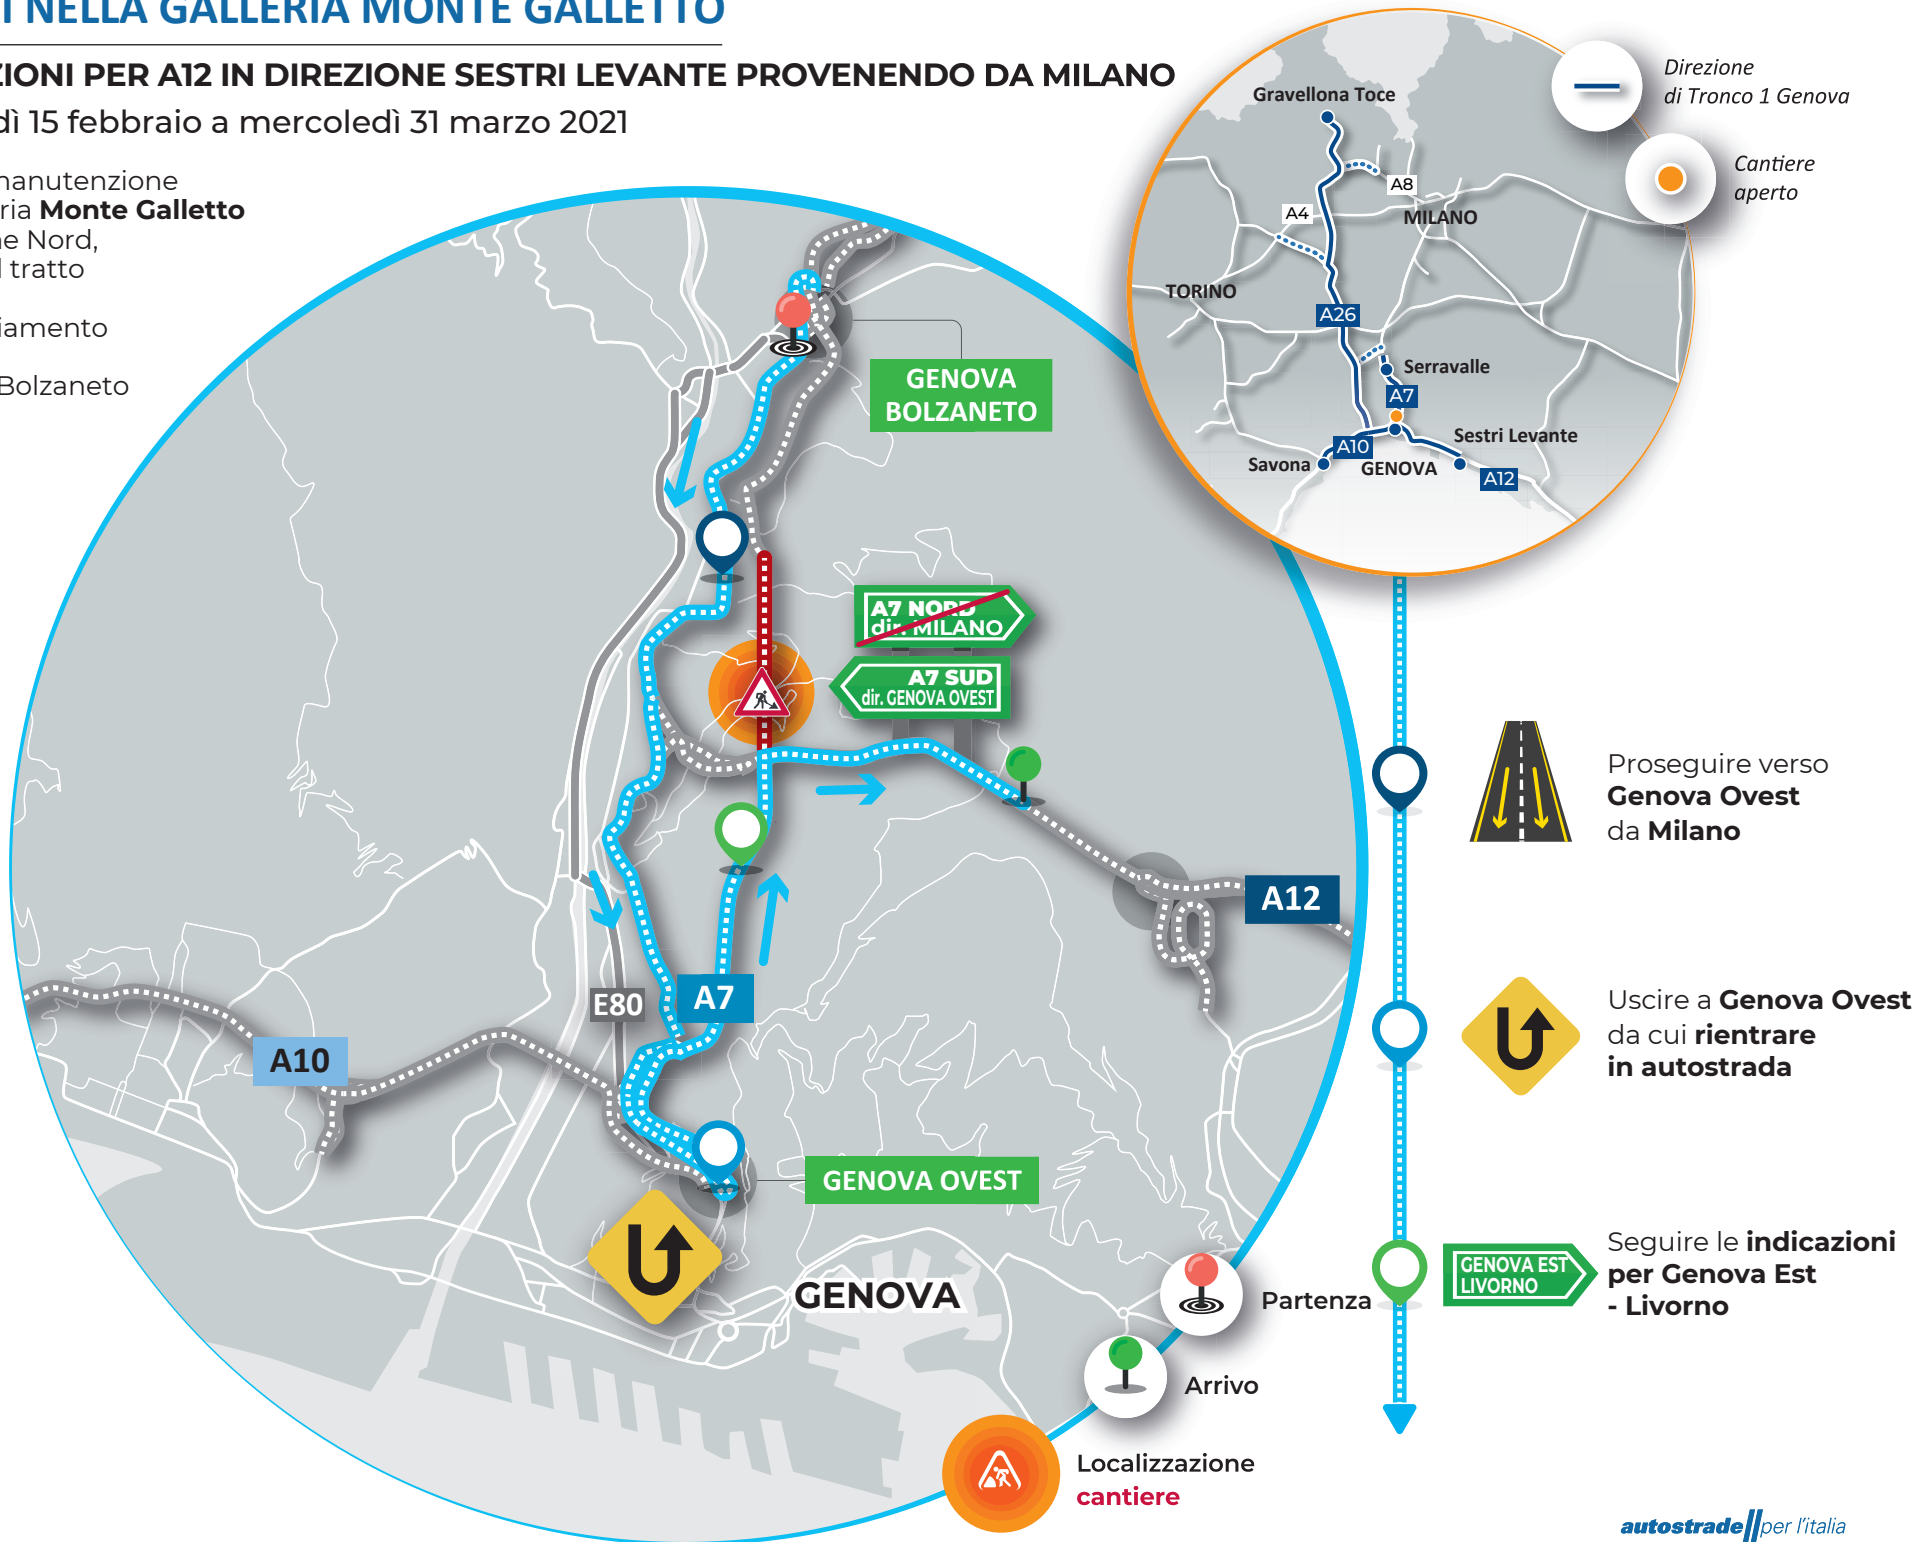 I NELLA GALLERIA MONTE GALLETTO
ZIONI PER A12 IN DIREZIONE SESTRI LEVANTE PROVENENDO DA MILANO
dì 15 febbraio a mercoledì 31 marzo 2021
manutenzione
ria Monte Galletto
ne Nord,
l tratto
iamento
Bolzaneto
Direzione
di Tronco 1 Genova
Cantiere
aperto
Gravellona Toce
A8
A4
MILANO
TORINO
A26
Serravalle
A7
Sestri Levante
A10
Savona
GENOVA
A12
GENOVA
BOLZANETO
A7 NORD
dir. MILANO
A7 SUD
dir. GENOVA OVEST
A12
E80
A7
A10
GENOVA OVEST
GENOVA
Proseguire verso
Genova Ovest
da Milano
Uscire a Genova Ovest
da cui rientrare
in autostrada
GENOVA EST
LIVORNO
Seguire le indicazioni
per Genova Est
- Livorno
Partenza
Arrivo
Localizzazione
cantiere
autostrade per l'italia